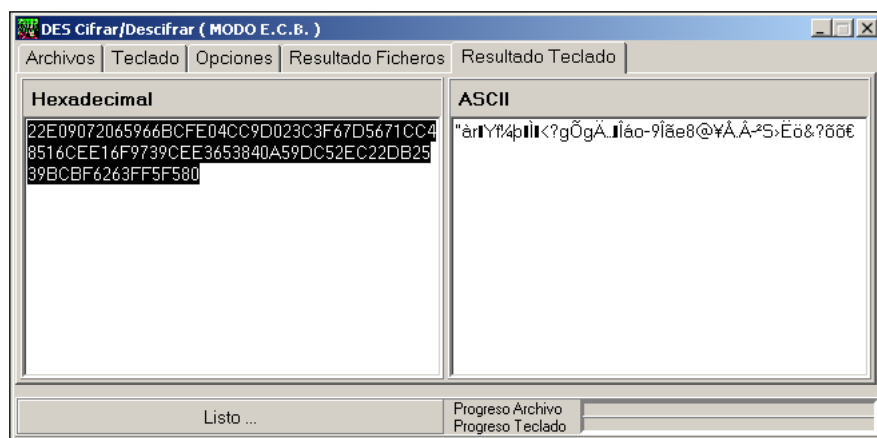 DES Cifrar/Descifrar ( MODO E.C.B. )
Archivos Teclado Opciones Resultado Ficheros Resultado Teclado
Hexadecimal
22E09072065966BCFE04CC9D023C3F67D5671CC4
8516CEE16F9739CEE3653840A59DC52EC22DB25
39BCBF6263FF5F580
ASCII
Listo ...
Progreso Archivo
Progreso Teclado